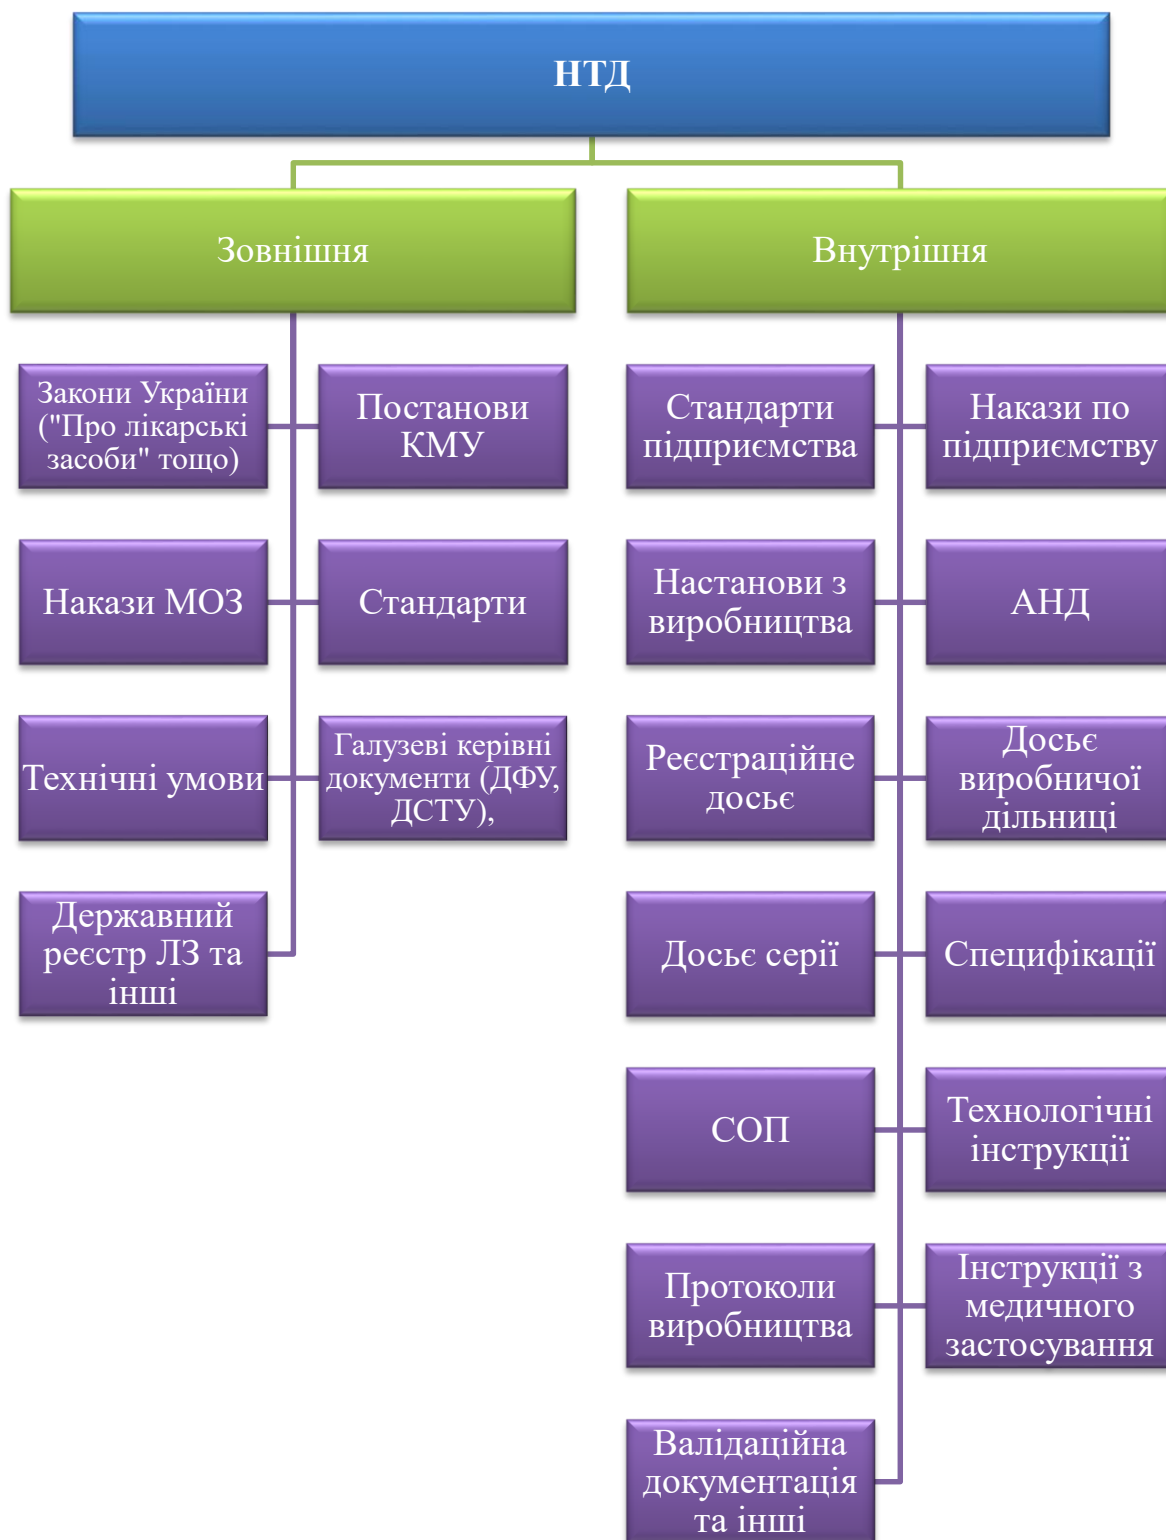 НТД
Зовнішня
Закони України
("Про лікарські
засоби" тощо)
Постанови
КМУ
Накази МОЗ
Стандарти
Технічні умови
Галузеві керівні
документи (ДФУ,
ДСТУ),
Державний
реєстр ЛЗ та
інші
Внутрішня
Стандарти
підприємства
Накази по
підприємству
Настанови з
виробництва
АНД
Реєстраційне
досьє
Досьє
виробничої
дільниці
Досьє серії
Специфікації
СОП
Технологічні
інструкції
Протоколи
виробництва
Інструкції з
медичного
застосування
Валідаційна
документація
та інші